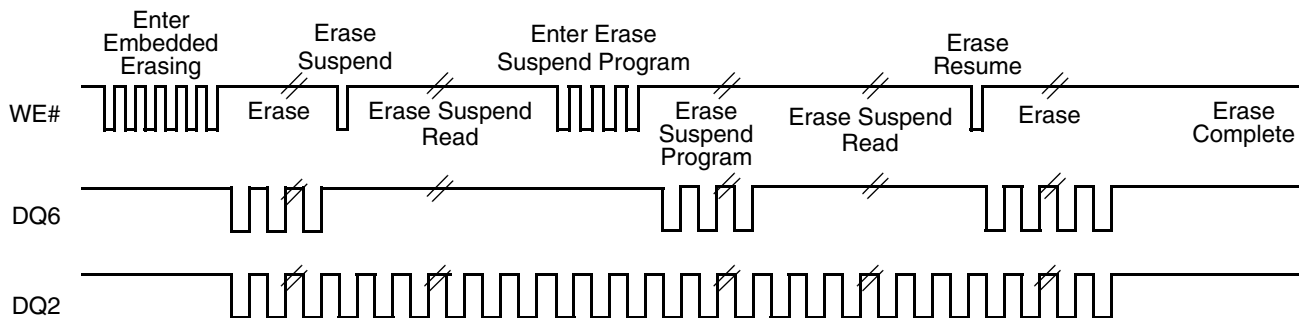 Enter
Embedded
Erasing
Erase
Suspend
Enter Erase
Suspend Program
Erase
Resume
WE#
Erase
Erase Suspend
Read
Erase
Suspend
Program
Erase Suspend
Read
Erase
Erase
Complete
DQ6
DQ2